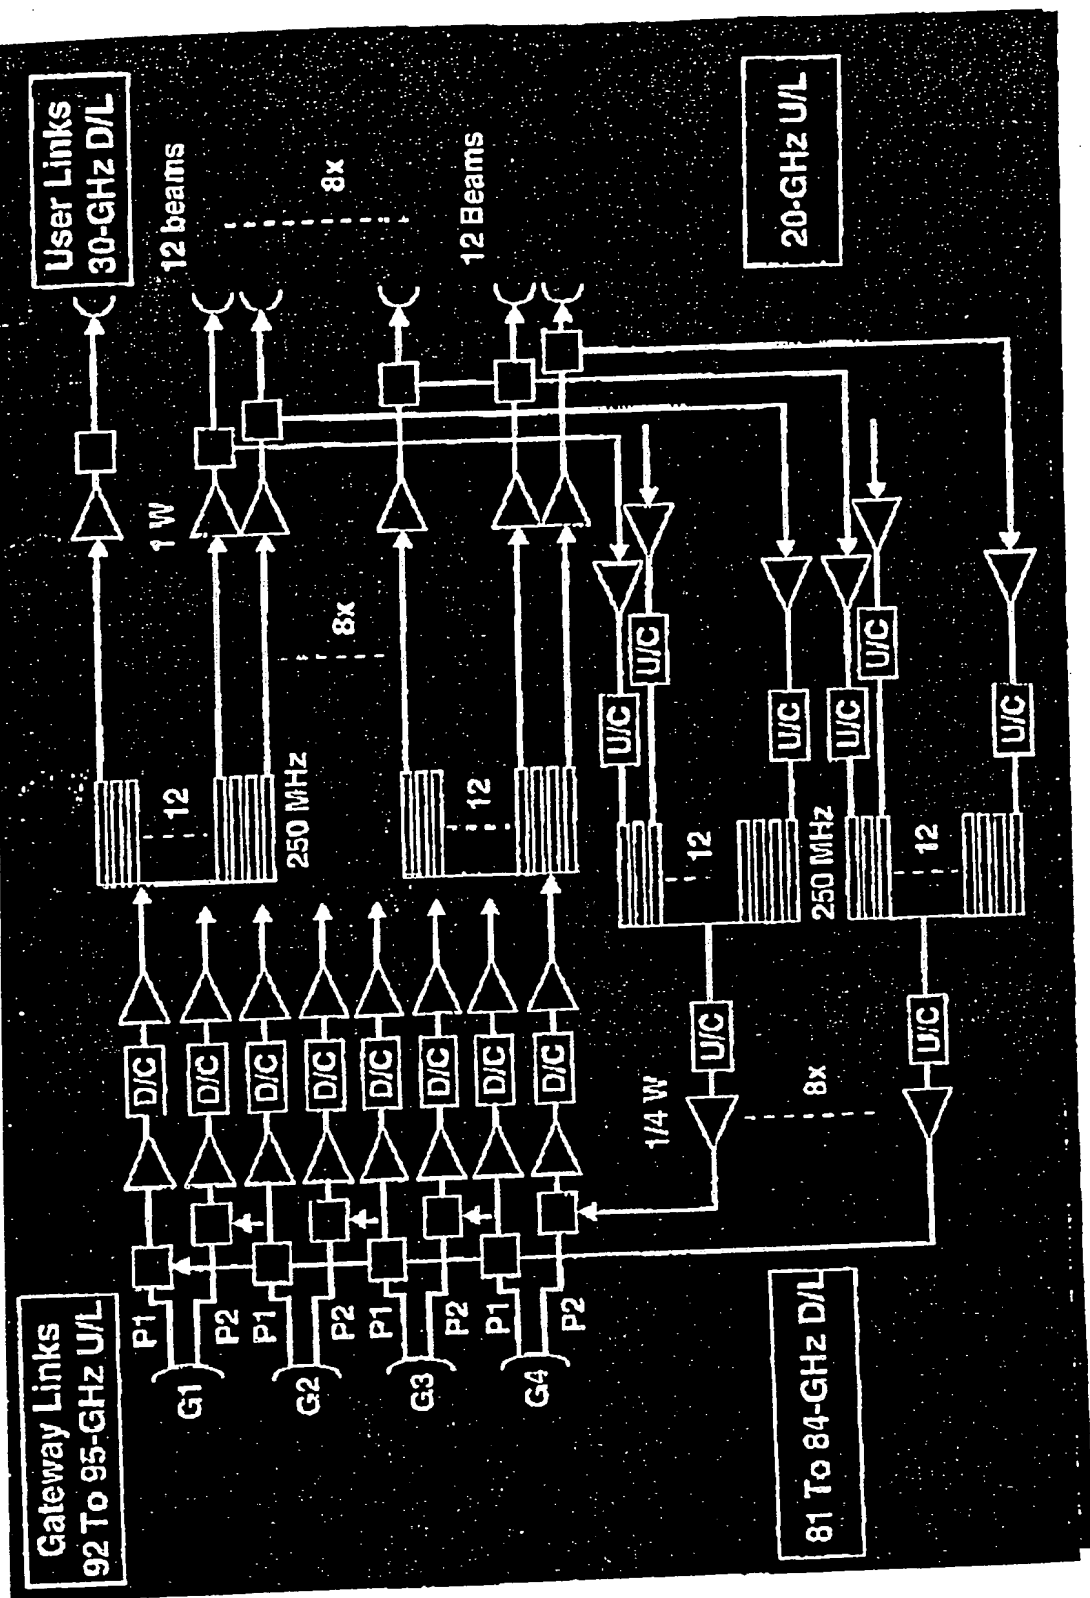 Gateway Links
92 To 95-GHz U/L
User Links
30-GHz D/L
P1
G1
P2
P1
G2
P2
P1
G3
P2
P1
G4
P2
D/C
D/C
D/C
D/C
D/C
D/C
D/C
D/C
12
250 MHz
8x
12
1 W
12 beams
8x
12 Beams
1/4 W
8x
U/C
U/C
12
250 MHz
12
U/C
U/C
U/C
U/C
U/C
U/C
81 To 84-GHz D/L
20-GHz U/L